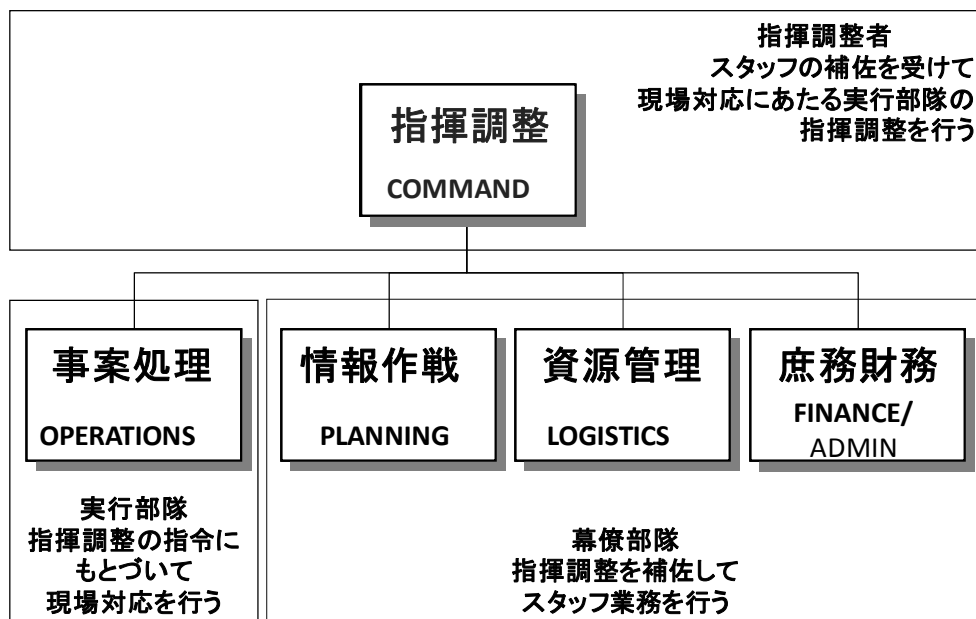 指揮調整者
スタッフの補佐を受けて
現場対応にあたる実行部隊の
指揮調整を行う
指揮調整
COMMAND
事案処理
OPERATIONS
情報作戦
PLANNING
資源管理
LOGISTICS
庶務財務
FINANCE/
ADMIN
実行部隊
指揮調整の指令に
もとづいて
現場対応を行う
幕僚部隊
指揮調整を補佐して
スタッフ業務を行う